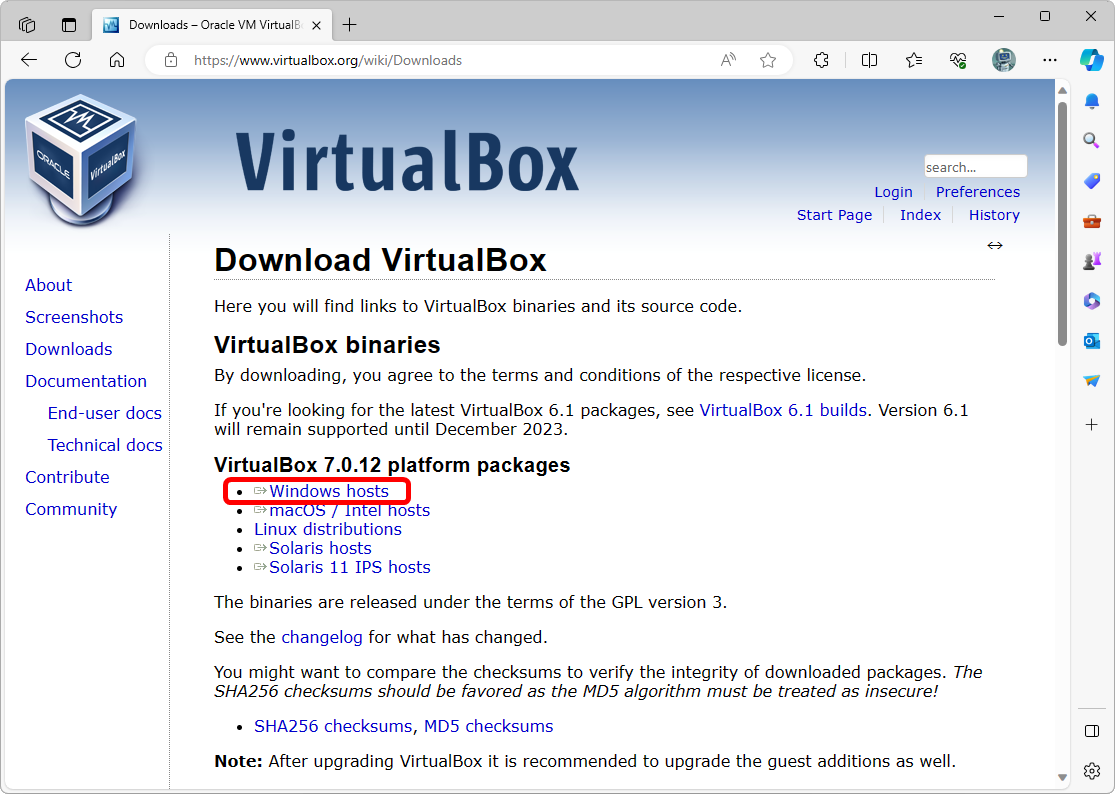 Downloads – Oracle VM VirtualB
https://www.virtualbox.org/wiki/Downloads
ORACLE
VirtualBox
VirtualBox
search...
Login Preferences
Start Page Index History
About
Screenshots
Downloads
Documentation
End-user docs
Technical docs
Contribute
Community
Download VirtualBox
Here you will find links to VirtualBox binaries and its source code.
VirtualBox binaries
By downloading, you agree to the terms and conditions of the respective license.
If you're looking for the latest VirtualBox 6.1 packages, see VirtualBox 6.1 builds. Version 6.1
will remain supported until December 2023.
VirtualBox 7.0.12 platform packages
Windows hosts
macOS / Intel hosts
Linux distributions
Solaris hosts
Solaris 11 IPS hosts
The binaries are released under the terms of the GPL version 3.
See the changelog for what has changed.
You might want to compare the checksums to verify the integrity of downloaded packages. The
SHA256 checksums should be favored as the MD5 algorithm must be treated as insecure!
SHA256 checksums, MD5 checksums
Note: After upgrading VirtualBox it is recommended to upgrade the guest additions as well.